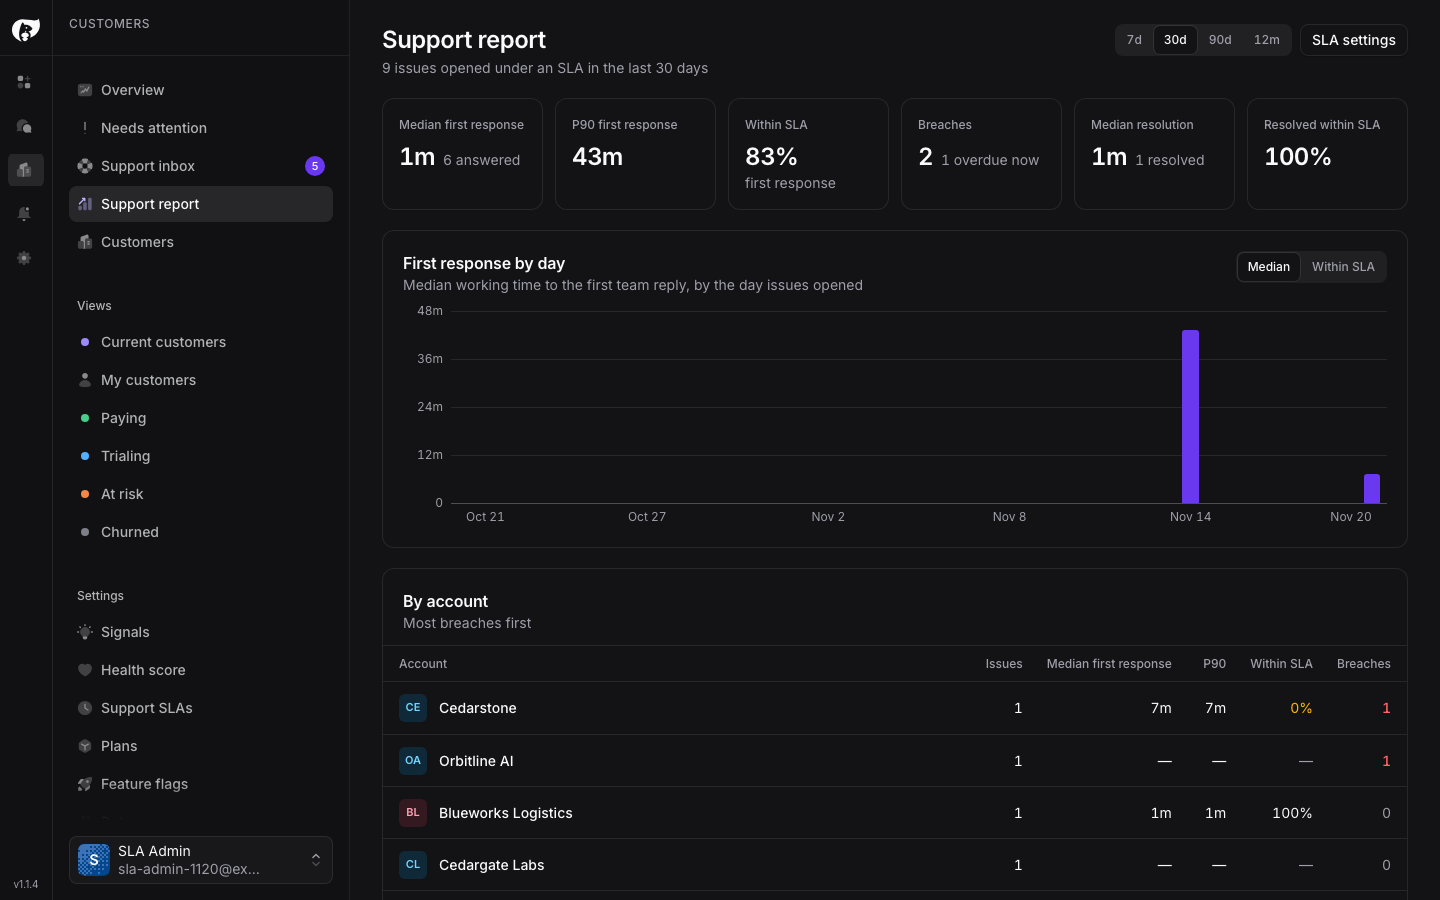 CUSTOMERS
Overview
Needs attention
Support inbox 5
Support report
Customers
Views
Current customers
My customers
Paying
Trialing
At risk
Churned
Settings
Signals
Health score
Support SLAs
Plans
Feature flags
S
SLA Admin
sla-admin-1120@ex...
v1.1.4
Support report
9 issues opened under an SLA in the last 30 days
7d 30d 90d 12m SLA settings
Median first response
1m 6 answered
P90 first response
43m
Within SLA
83%
first response
Breaches
2 1 overdue now
Median resolution
1m 1 resolved
Resolved within SLA
100%
First response by day
Median working time to the first team reply, by the day issues opened
Median Within SLA
48m
36m
24m
12m
0
Oct 21 Oct 27 Nov 2 Nov 8 Nov 14 Nov 20
By account
Most breaches first
Account Issues Median first response P90 Within SLA Breaches
CE Cedarstone 1 7m 7m 0% 1
OA Orbitline AI 1 — — — 1
BL Blueworks Logistics 1 1m 1m 100% 0
CL Cedargate Labs 1 — — — 0